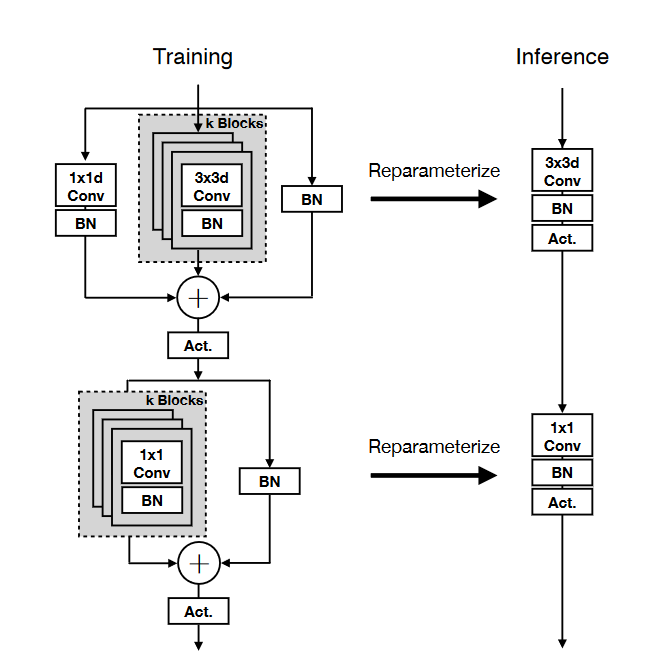 Training
Inference
k Blocks
1x1d
Conv
BN
3x3d
Conv
BN
BN
+
Act.
Reparameterize
3x3d
Conv
BN
Act.
k Blocks
1x1
Conv
BN
BN
+
Act.
Reparameterize
1x1
Conv
BN
Act.